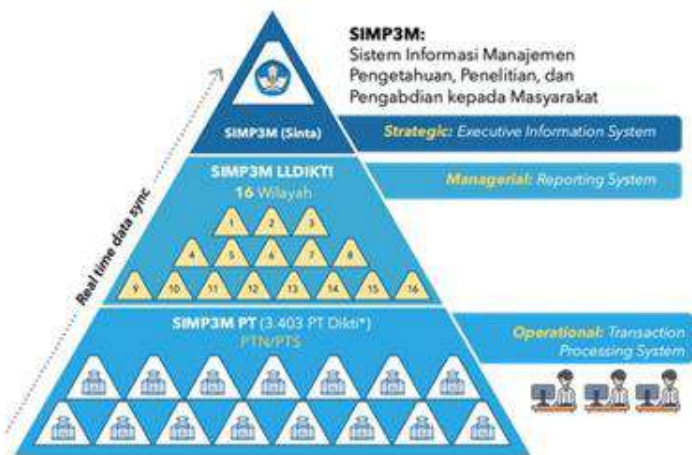 SIMP3M:
Sistem Informasi Manajemen
Pengetahuan, Penelitian, dan
Pengabdian kepada Masyarakat
SIMP3M (Sinta)
Strategic: Executive Information System
SIMP3M LLDIKTI
16 Wilayah
Managerial: Reporting System
1 2 3
4 5 6 7 8
9 10 11 12 13 14 15 16
Real time data sync
SIMP3M PT (3.403 PT Dikti*)
PTN/PTS
Operational: Transaction
Processing System